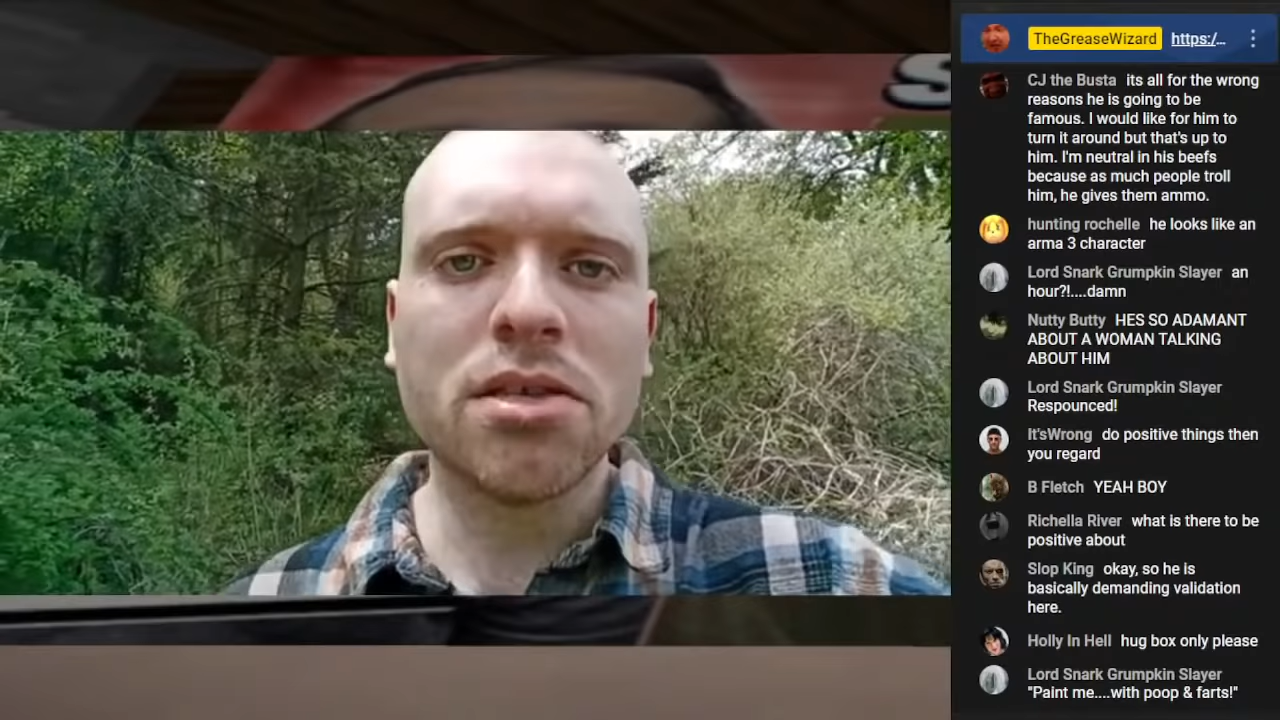 S
TheGreaseWizard https:/...
CJ the Busta its all for the wrong
reasons he is going to be
famous. I would like for him to
turn it around but that's up to
him. I'm neutral in his beefs
because as much people troll
him, he gives them ammo.
hunting rochelle he looks like an
arma 3 character
Lord Snark Grumpkin Slayer an
hour?!....damn
Nutty Butty HES SO ADAMANT
ABOUT A WOMAN TALKING
ABOUT HIM
Lord Snark Grumpkin Slayer
Respounced!
It'sWrong do positive things then
you regard
B Fletch YEAH BOY
Richella River what is there to be
positive about
Slop King okay, so he is
basically demanding validation
here.
Holly In Hell hug box only please
Lord Snark Grumpkin Slayer
"Paint me....with poop & farts!"